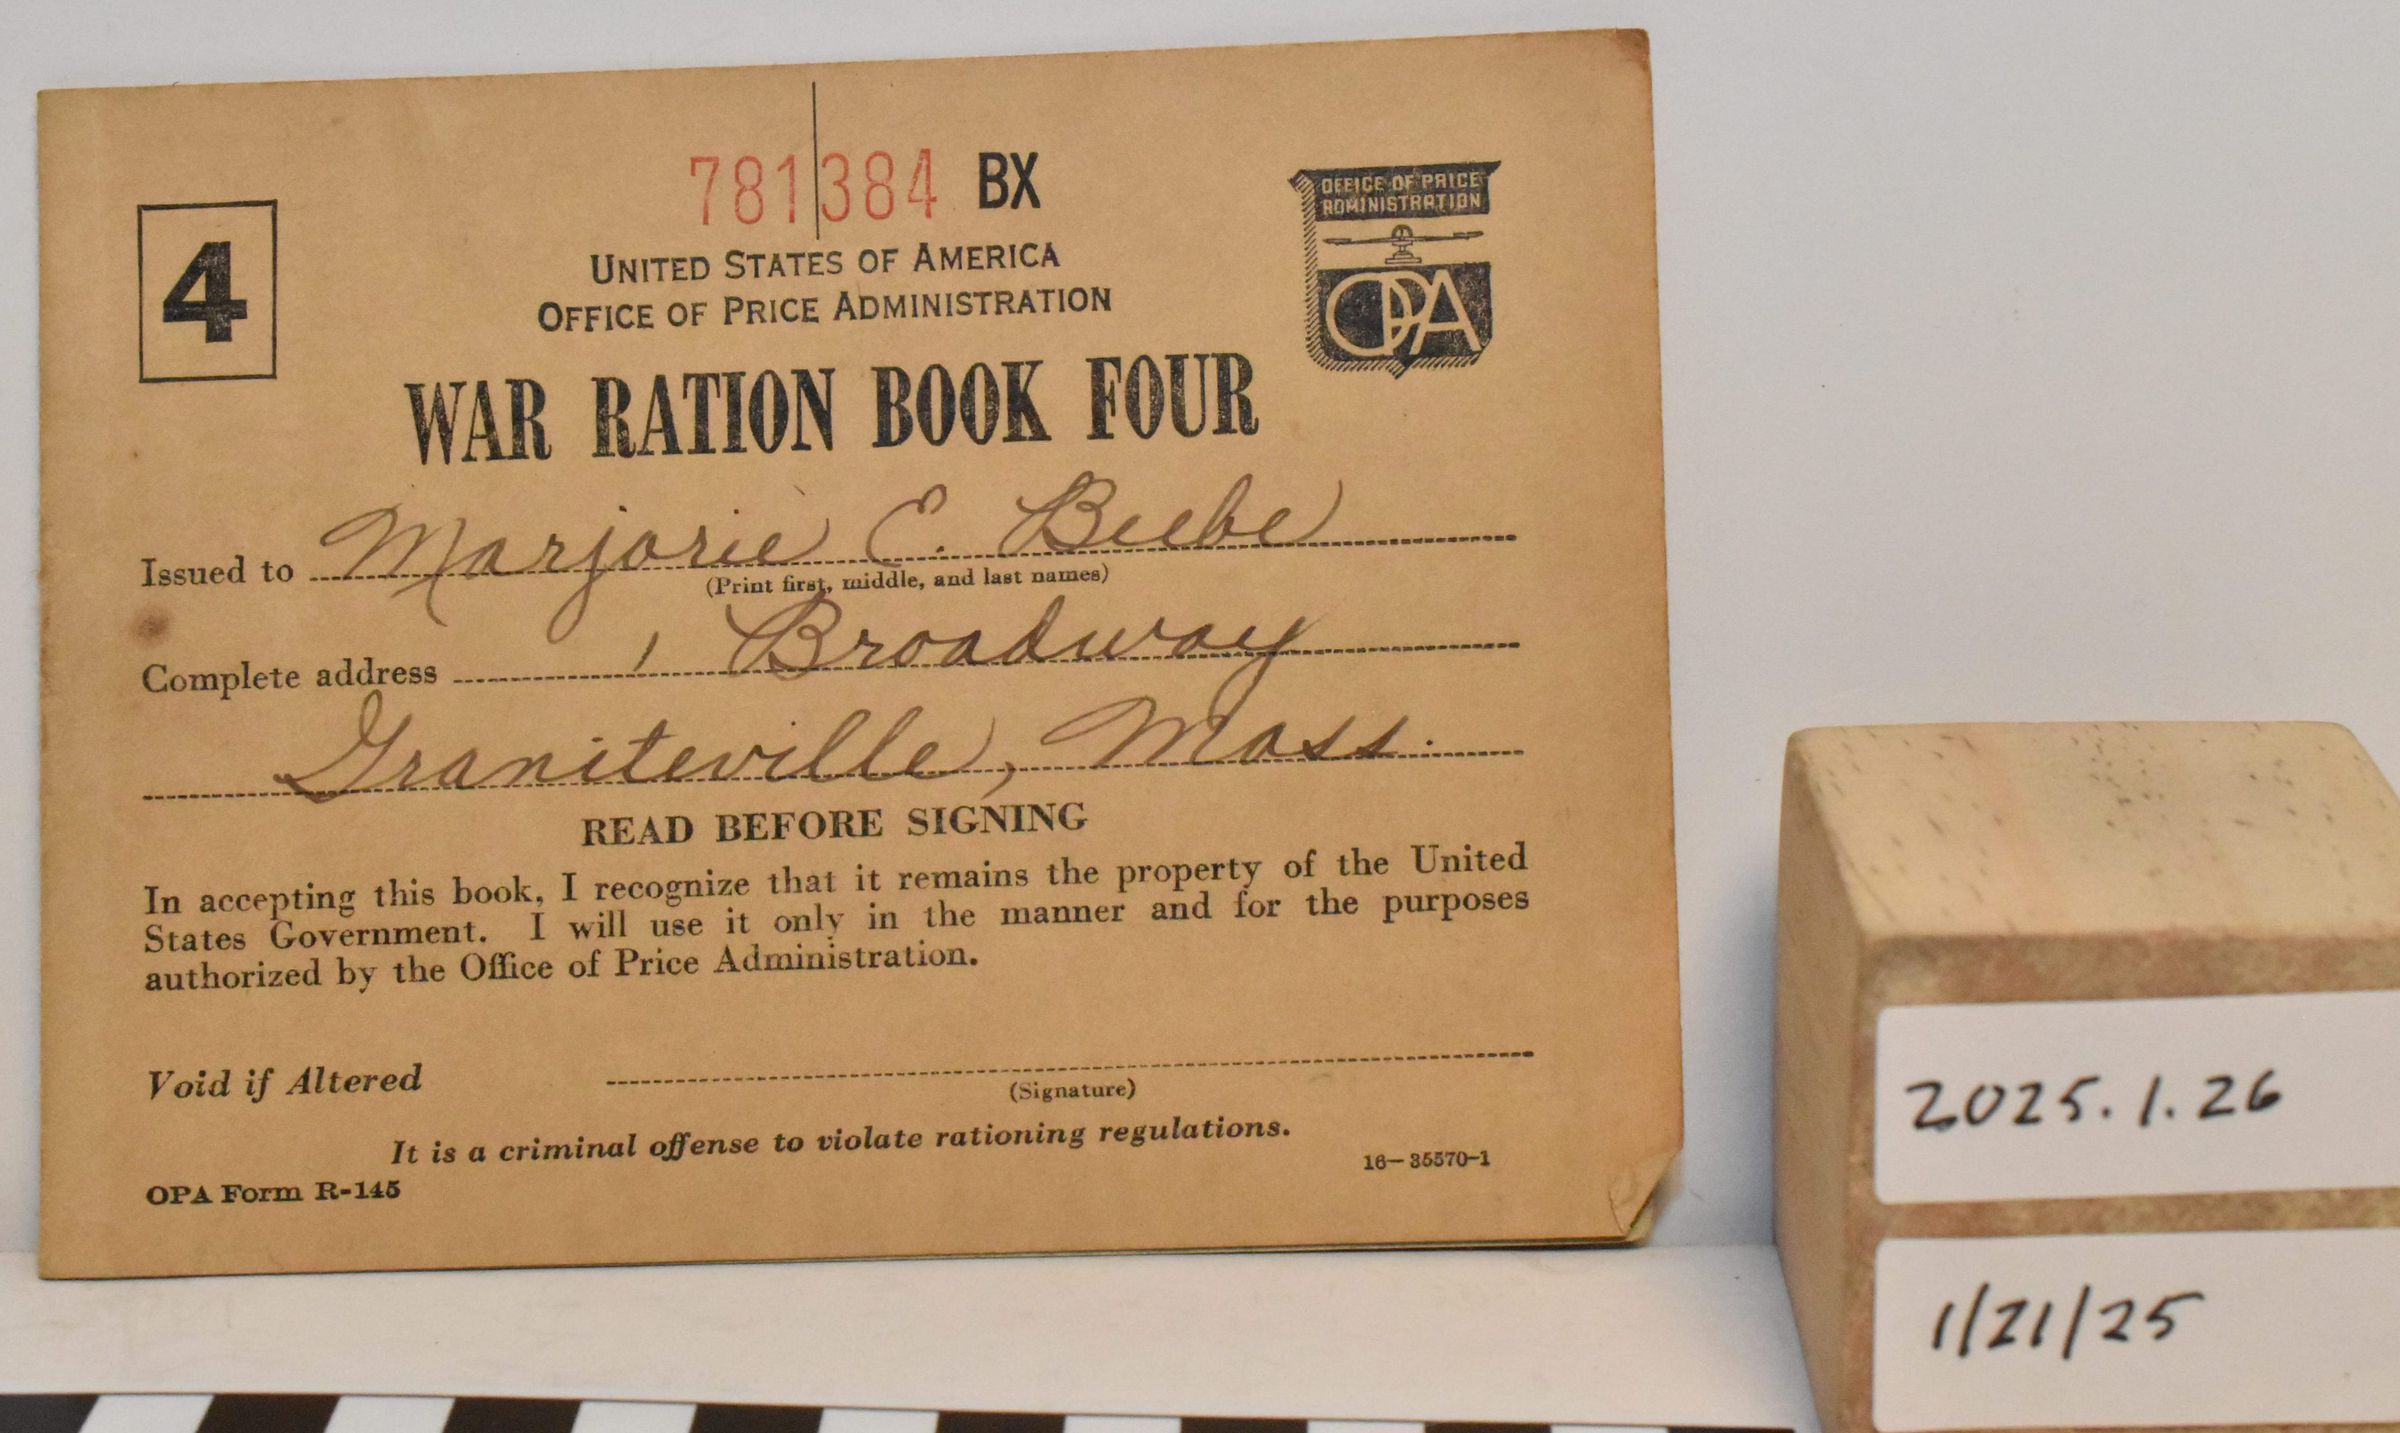 781384 BX
4
UNITED STATES OF AMERICA
OFFICE OF PRICE ADMINISTRATION
OFFICE OF PRICE
ADMINISTRATION
OPA
WAR RATION BOOK FOUR
Issued to Marjorie E. Beebe
(Print first, middle, and last names)
Complete address 1 Broadway
Graniteville, Mass.
READ BEFORE SIGNING
In accepting this book, I recognize that it remains the property of the United
States Government. I will use it only in the manner and for the purposes
authorized by the Office of Price Administration.
Void if Altered
(Signature)
It is a criminal offense to violate rationing regulations.
OPA Form R-145
16—35570-1
2025.1.26
1/21/25